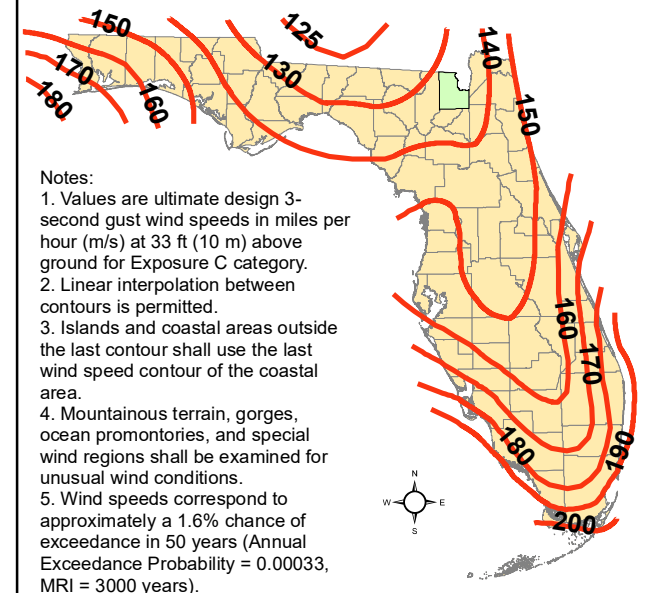 150
125
140
170
130
180
160
150
Notes:
1. Values are ultimate design 3-
second gust wind speeds in miles per
hour (m/s) at 33 ft (10 m) above
ground for Exposure C category.
2. Linear interpolation between
contours is permitted.
3. Islands and coastal areas outside
the last contour shall use the last
wind speed contour of the coastal
area.
4. Mountainous terrain, gorges,
ocean promontories, and special
wind regions shall be examined for
unusual wind conditions.
5. Wind speeds correspond to
approximately a 1.6% chance of
exceedance in 50 years (Annual
Exceedance Probability = 0.00033,
MRI = 3000 years).
160
170
180
190
N
W E
S
200